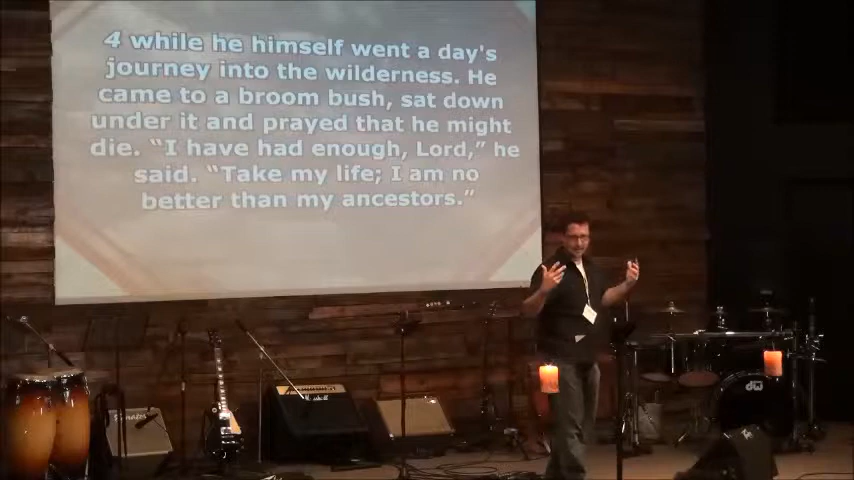 4 while he himself went a day's
journey into the wilderness. He
came to a broom bush, sat down
under it and prayed that he might
die. “I have had enough, Lord,” he
said. “Take my life; I am no
better than my ancestors.”
dw